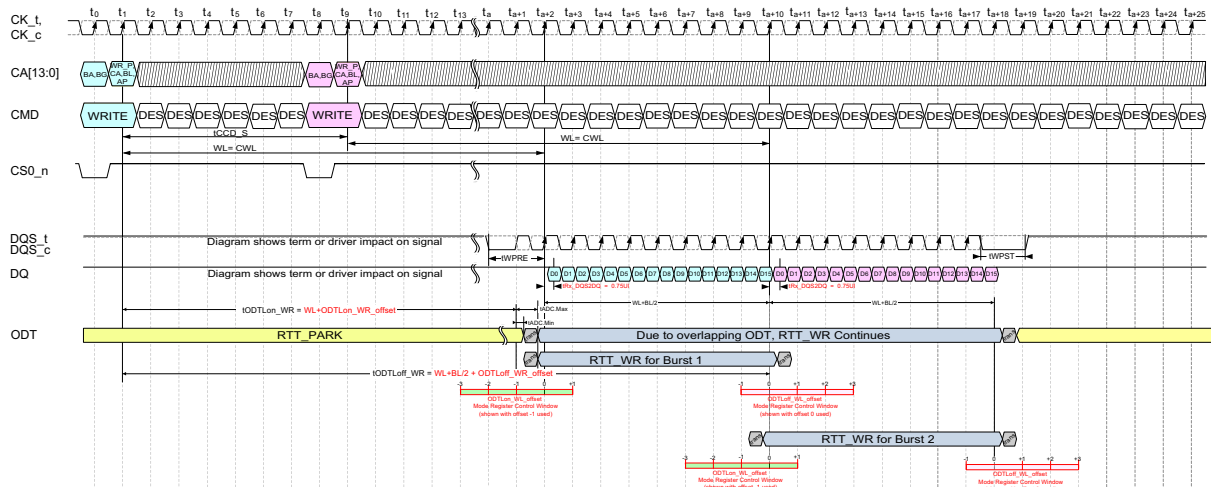 t0 t1 t2 t3 t4 t5 t6 t7 t8 t9 t10 t11 t12 t13 ta ta+1 ta+2 ta+3 ta+4 ta+5 ta+6 ta+7 ta+8 ta+9 ta+10 ta+11 ta+12 ta+13 ta+14 ta+15 ta+16 ta+17 ta+18 ta+19 ta+20 ta+21 ta+22 ta+23 ta+24 ta+25
CK_t,
CK_c
CA[13:0]
BA,BG
WR_P
CA,BL,
AP
BA,BG
WR_P
CA,BL,
AP
CMD
WRITE DES DES DES DES DES DES WRITE DES DES DES DES DES DES DES DES DES DES DES DES DES DES DES DES DES DES DES DES DES DES DES DES DES DES DES DES
tCCD_S
WL= CWL
WL= CWL
CS0_n
DQS_t
DQS_c
Diagram shows term or driver impact on signal
tWPRE
tWPST
DQ
Diagram shows term or driver impact on signal
D0 D1 D2 D3 D4 D5 D6 D7 D8 D9 D10 D11 D12 D13 D14 D15 D0 D1 D2 D3 D4 D5 D6 D7 D8 D9 D10 D11 D12 D13 D14 D15
tRx_DQS2DQ = 0.75UI
tRx_DQS2DQ = 0.75UI
WL+BL/2
WL+BL/2
tODTLon_WR = WL+ODTLon_WR_offset
tADC.Max
tADC.Min
ODT
RTT_PARK
Due to overlapping ODT, RTT_WR Continues
RTT_WR for Burst 1
tODTLoff_WR = WL+BL/2 + ODTLoff_WR_offset
-3 -2 -1 0 +1
ODTLon_WL_offset
Mode Register Control Window
(shown with offset -1 used)
-1 0 +1 +2 +3
ODTLoff_WL_offset
Mode Register Control Window
(shown with offset 0 used)
RTT_WR for Burst 2
-3 -2 -1 0 +1
ODTLon_WL_offset
Mode Register Control Window
(shown with offset -1 used)
-1 0 +1 +2 +3
ODTLoff_WL_offset
Mode Register Control Window